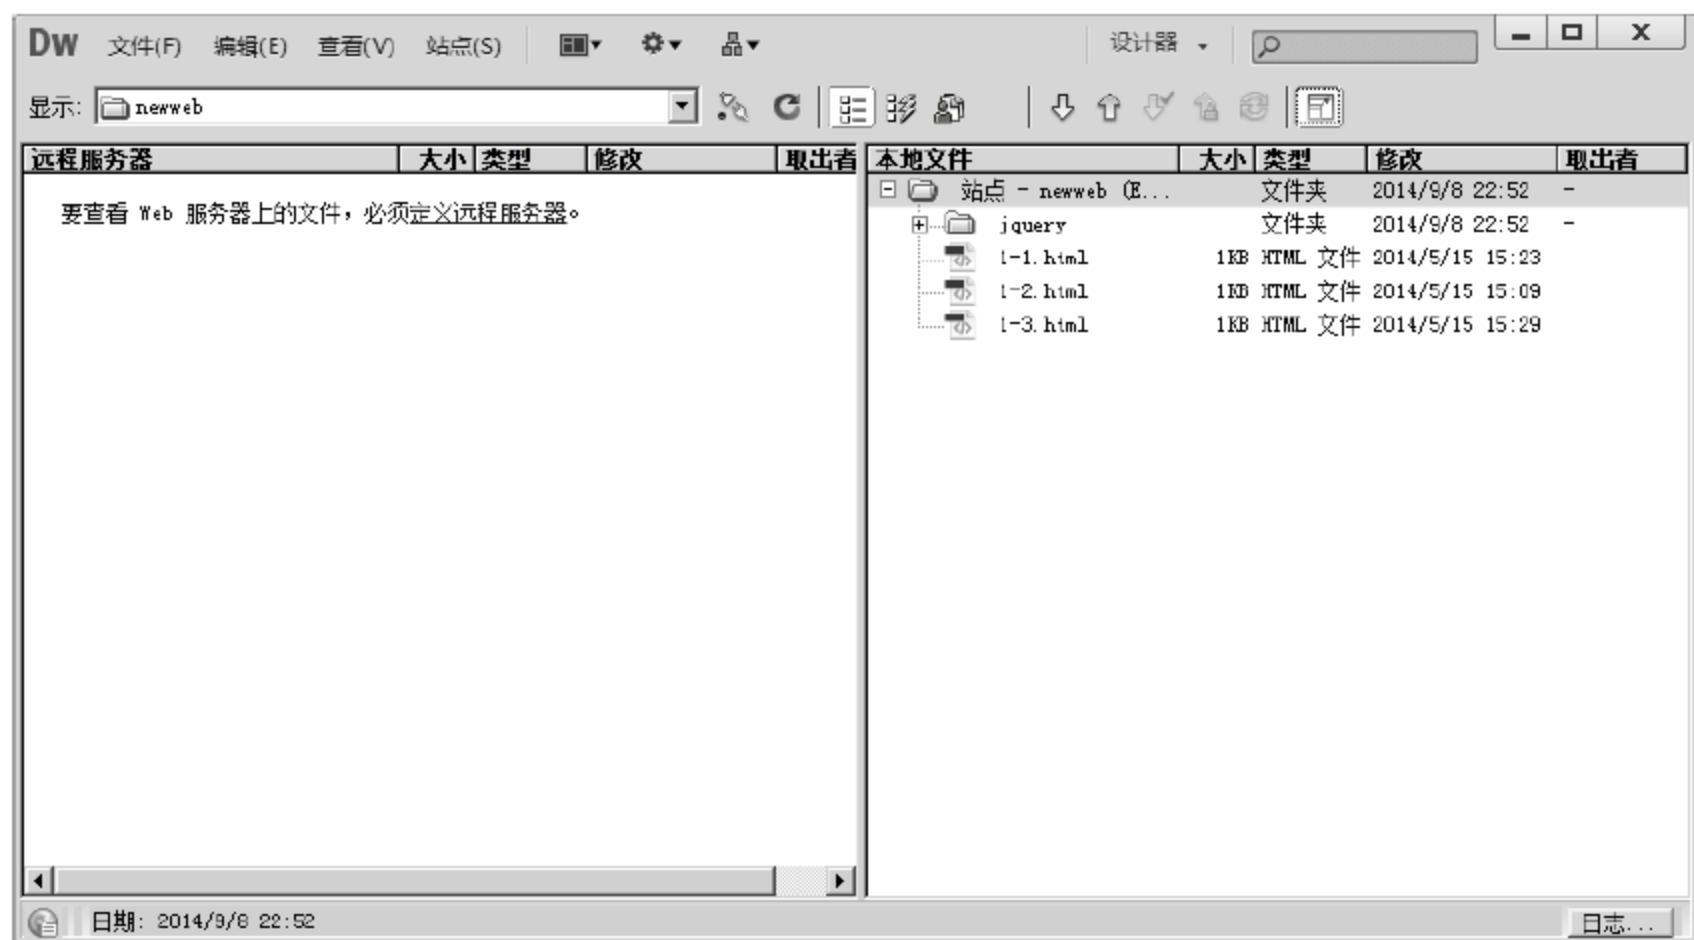 Dw 文件(F) 编辑(E) 查看(V) 站点(S) 设计器
显示: newweb
远程服务器 大小 类型 修改 取出者 本地文件 大小 类型 修改 取出者
站点 - newweb (E... 文件夹 2014/9/8 22:52 -
要查看 Web 服务器上的文件，必须定义远程服务器。
jquery 文件夹 2014/9/8 22:52 -
1-1.html 1KB HTML 文件 2014/5/15 15:23
1-2.html 1KB HTML 文件 2014/5/15 15:09
1-3.html 1KB HTML 文件 2014/5/15 15:29
日期: 2014/9/8 22:52 日志...